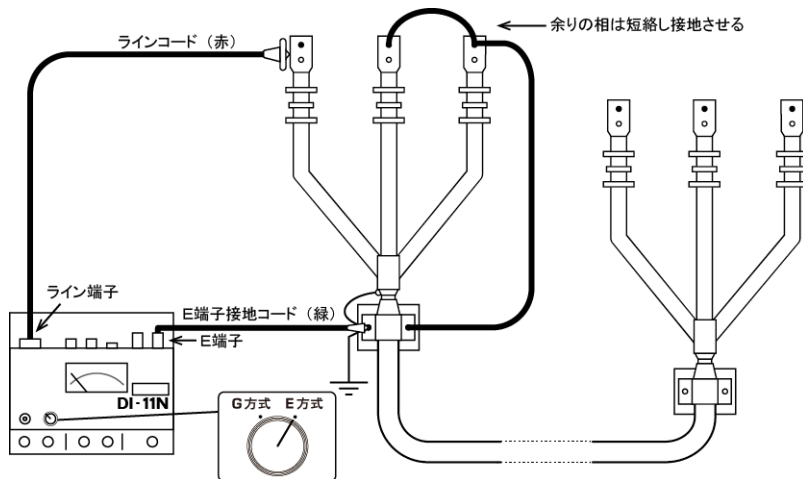 余りの相は短絡し接地させる
ラインコード（赤）
ライン端子
E端子接地コード（緑）
E端子
DI-11N
G方式 E方式